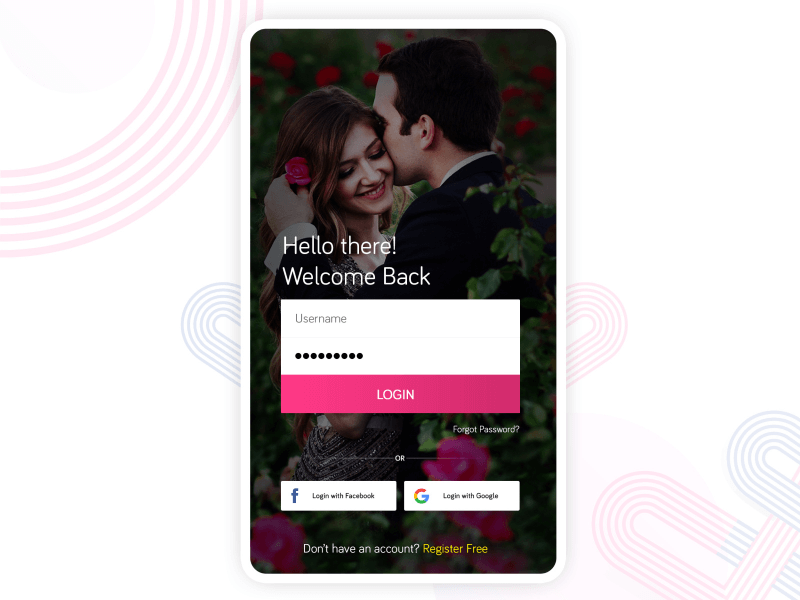 Hello there!
Welcome Back
Username
●●●●●●●●●
LOGIN
Forgot Password?
OR
Login with Facebook
Login with Google
Don't have an account? Register Free